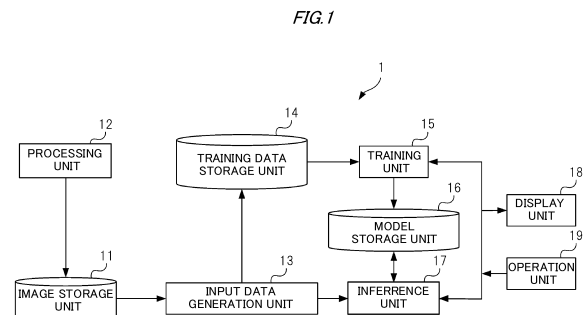 FIG.1
1
12
PROCESSING
UNIT
14
TRAINING DATA
STORAGE UNIT
15
TRAINING
UNIT
16
MODEL
STORAGE UNIT
18
DISPLAY
UNIT
11
IMAGE STORAGE
UNIT
13
INPUT DATA
GENERATION UNIT
17
INFERRENCE
UNIT
19
OPERATION
UNIT